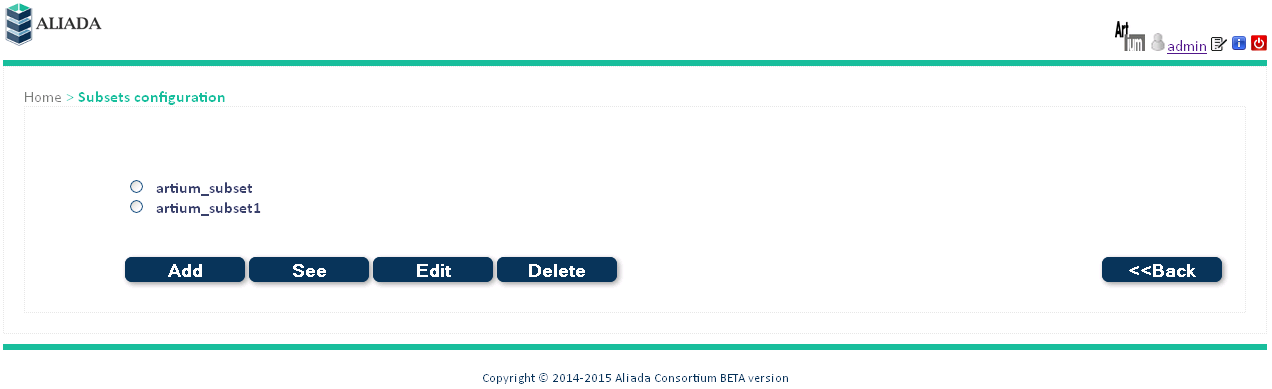 ALIADA
Art
ium
admin
Home > Subsets configuration
artium_subset
artium_subset1
Add See Edit Delete <<Back
Copyright © 2014-2015 Aliada Consortium BETA version